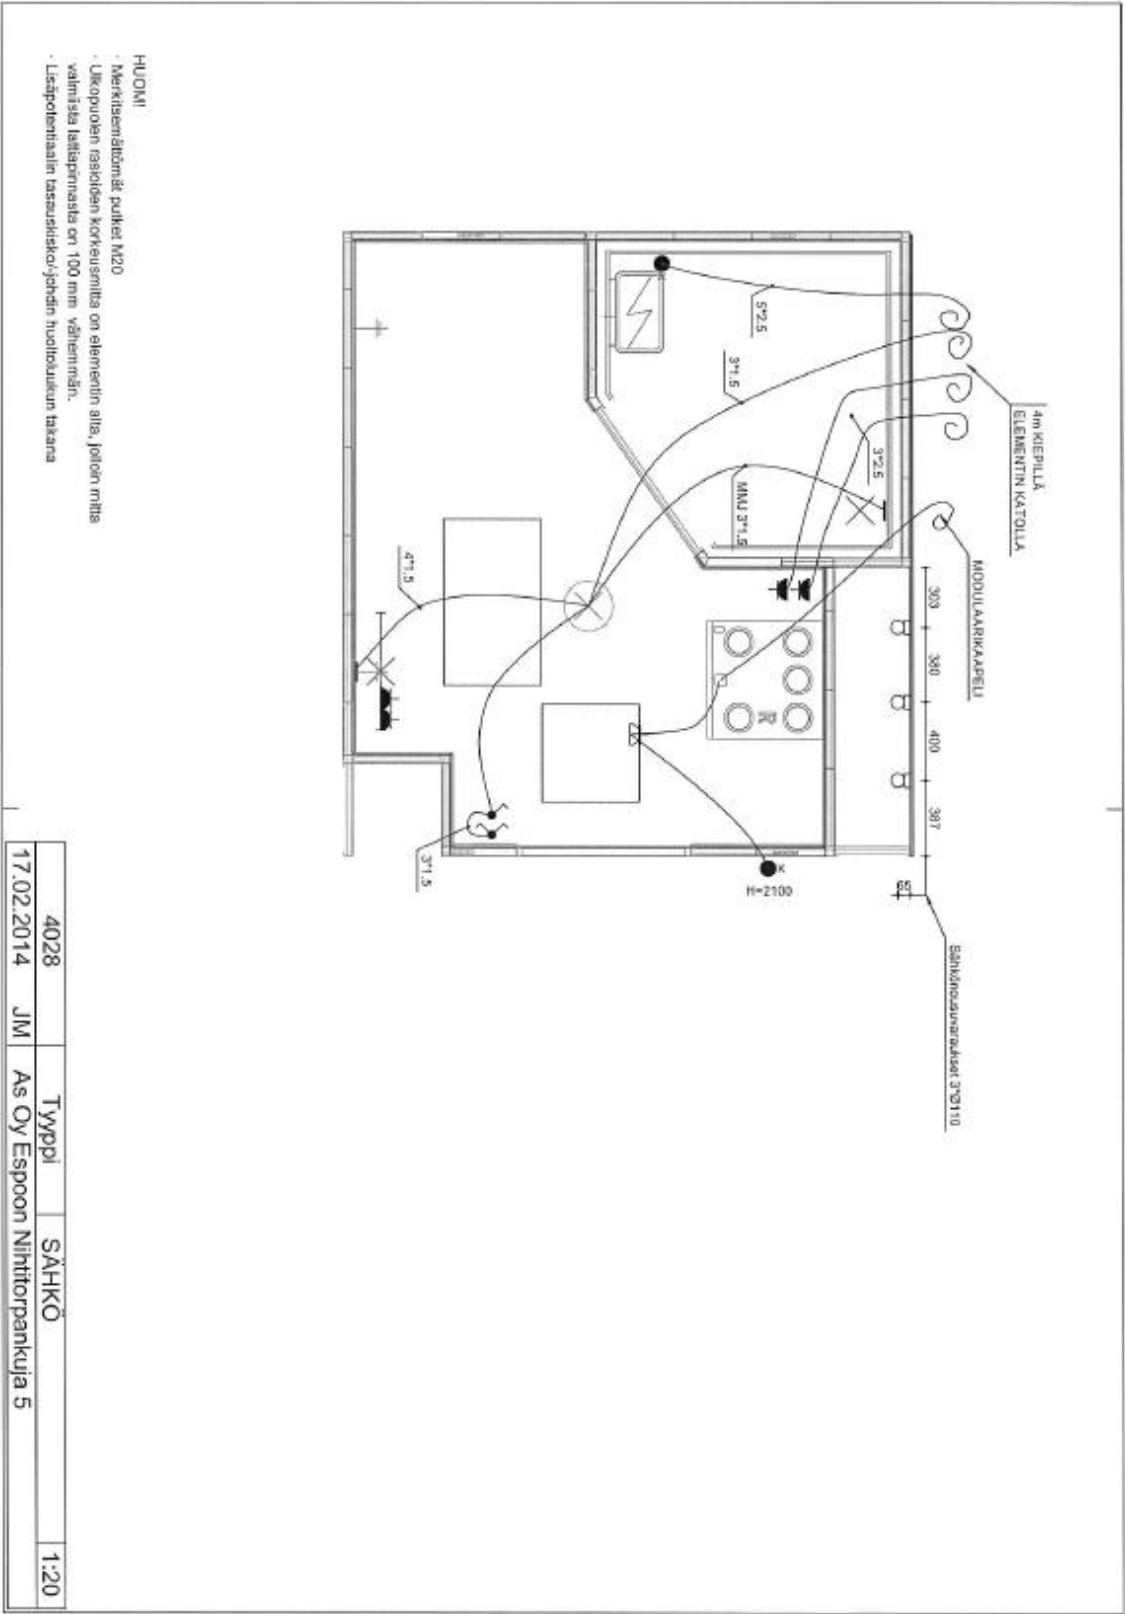 4m KIEPILLÄ
ELEMENTIN KATOLLA
MODULAARIKAAPELI
Sähkönousuvaraukset 3*Ø110
303
380
400
387
65
5*2.5
3*1.5
3*2.5
MMJ 3*1.5
4*1.5
3*1.5
K
K
H=2100
R
HUOM!
· Merkitsemättömät putket M20
· Ulkopuolen rasioiden korkeusmitta on elementin alta, jolloin mitta
valmiista lattiapinnasta on 100 mm vähemmän.
· Lisäpotentiaalin tasauskisko/-johdin huoltoluukun takana
4028
Tyyppi
SÄHKÖ
1:20
17.02.2014 JM
As Oy Espoon Nihtitorpankuja 5